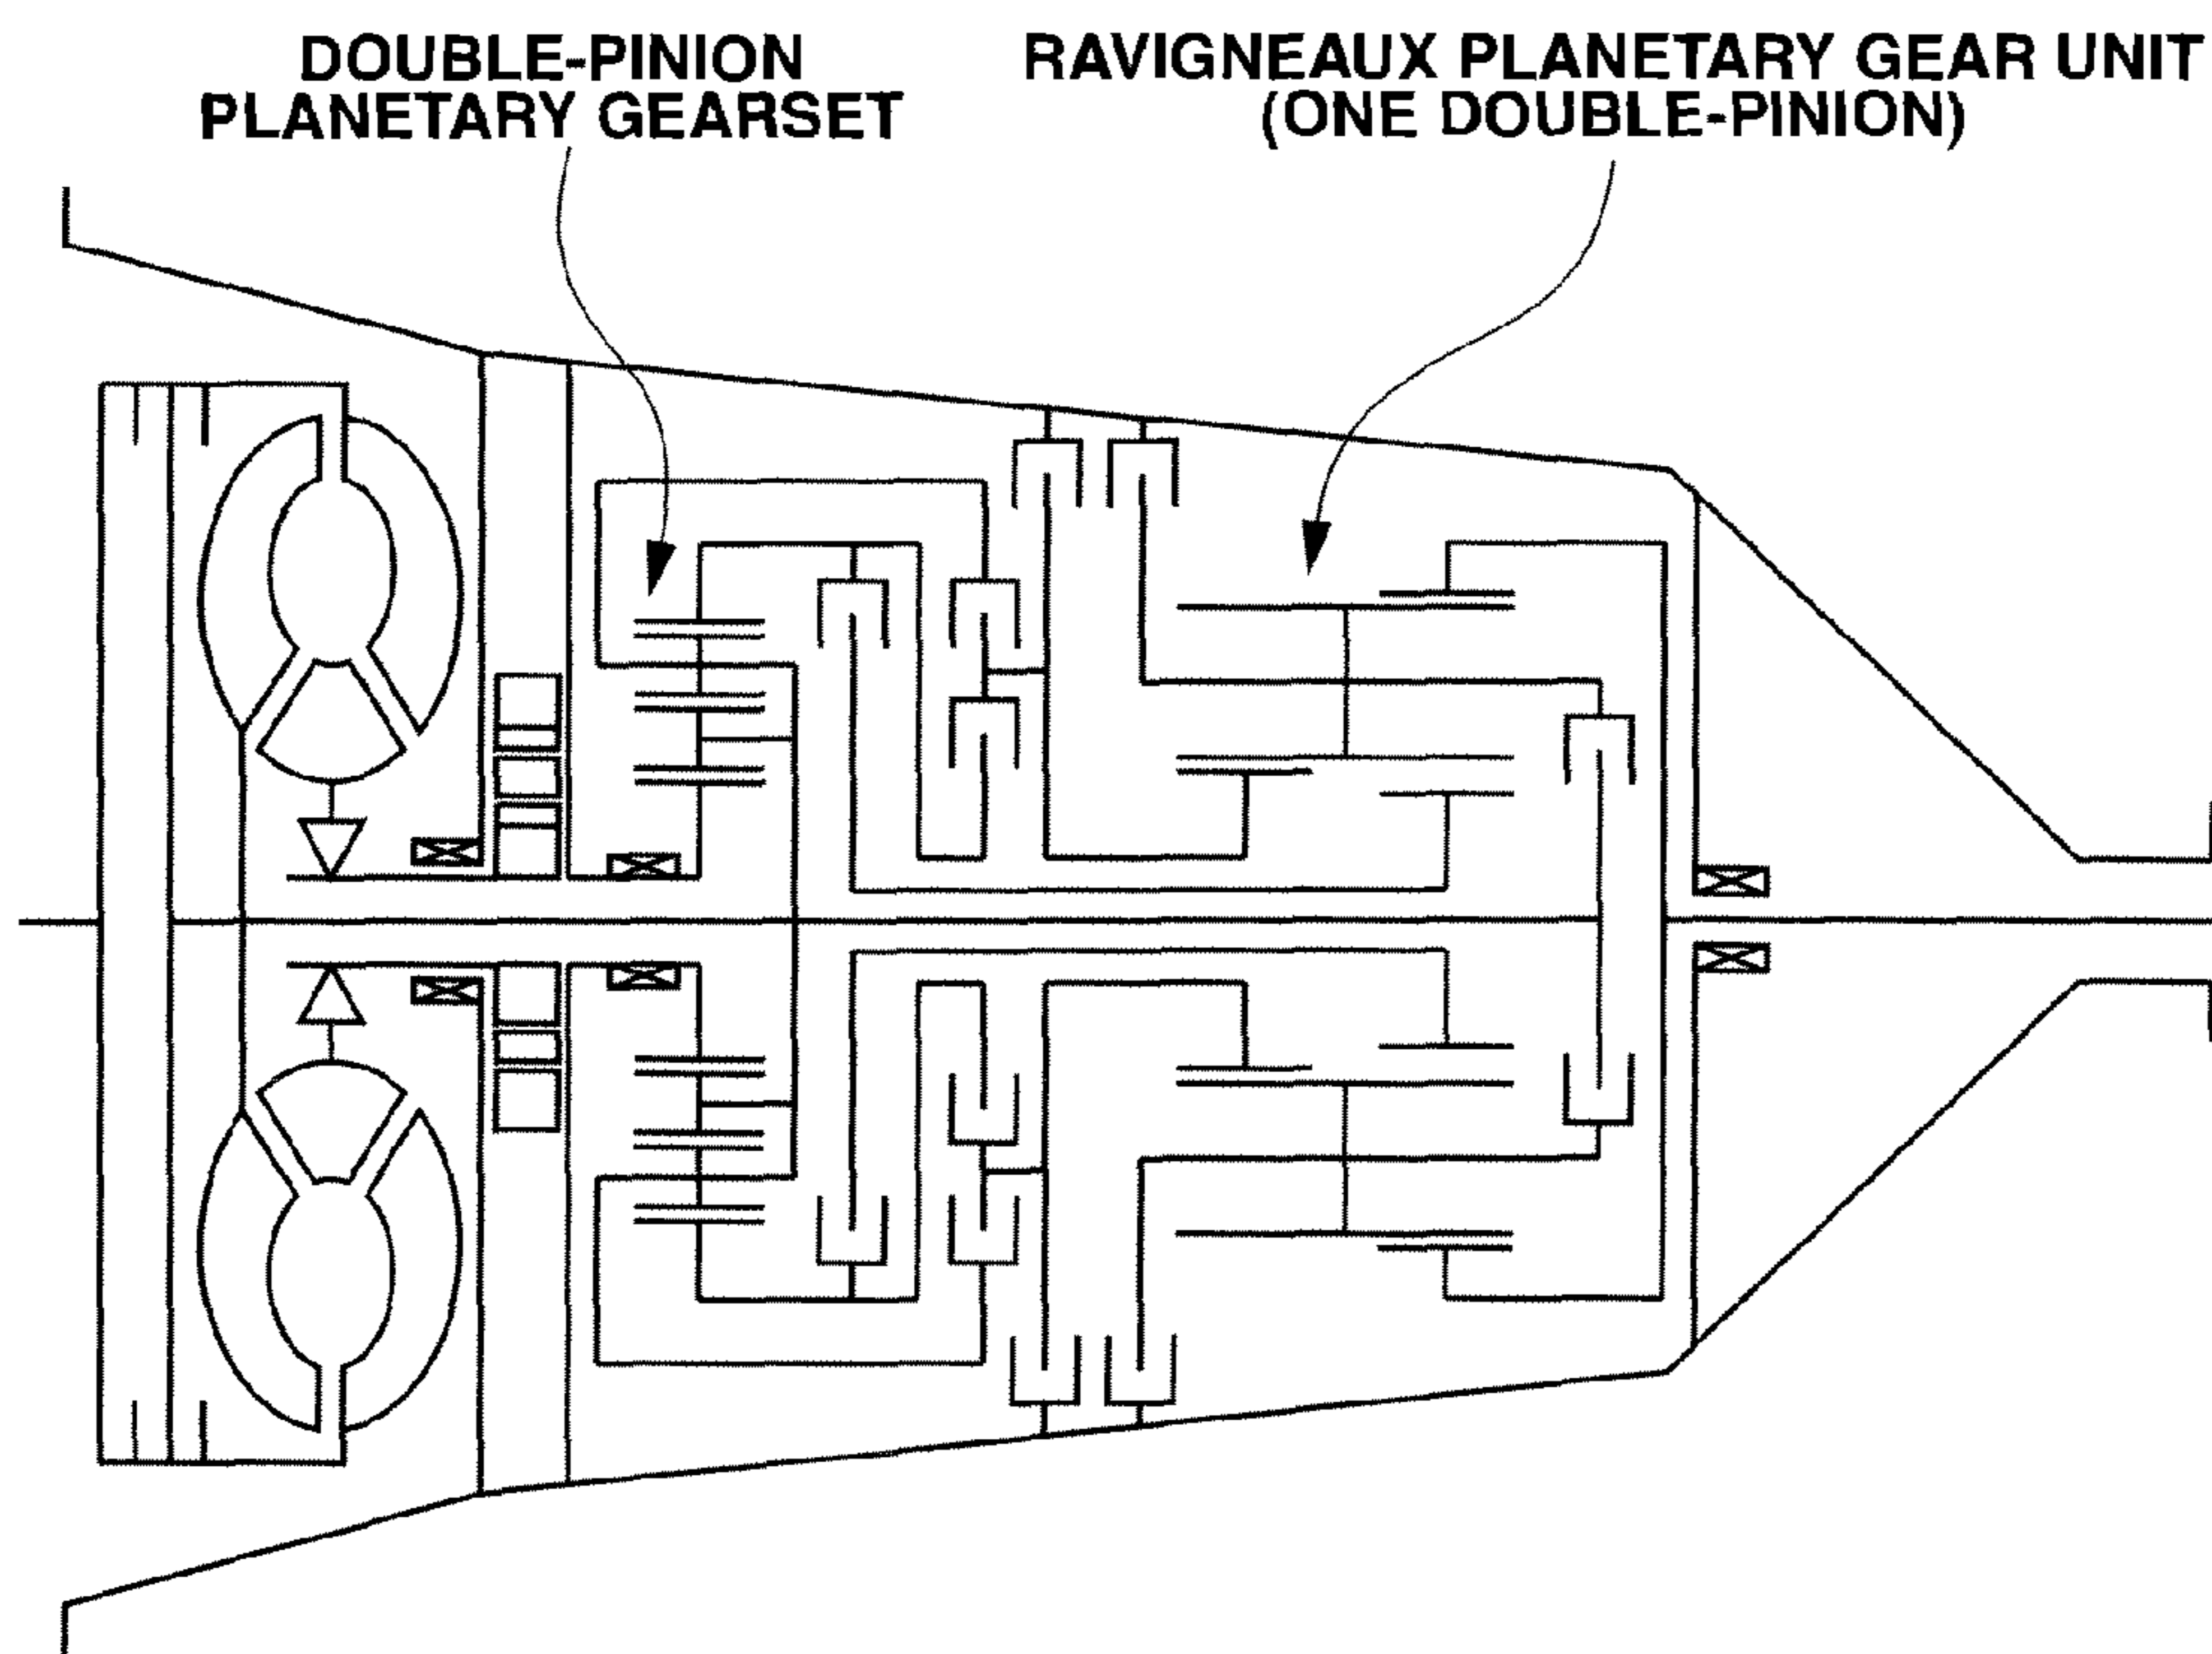 DOUBLE-PINION
PLANETARY GEARSET
RAVIGNEAUX PLANETARY GEAR UNIT
(ONE DOUBLE-PINION)